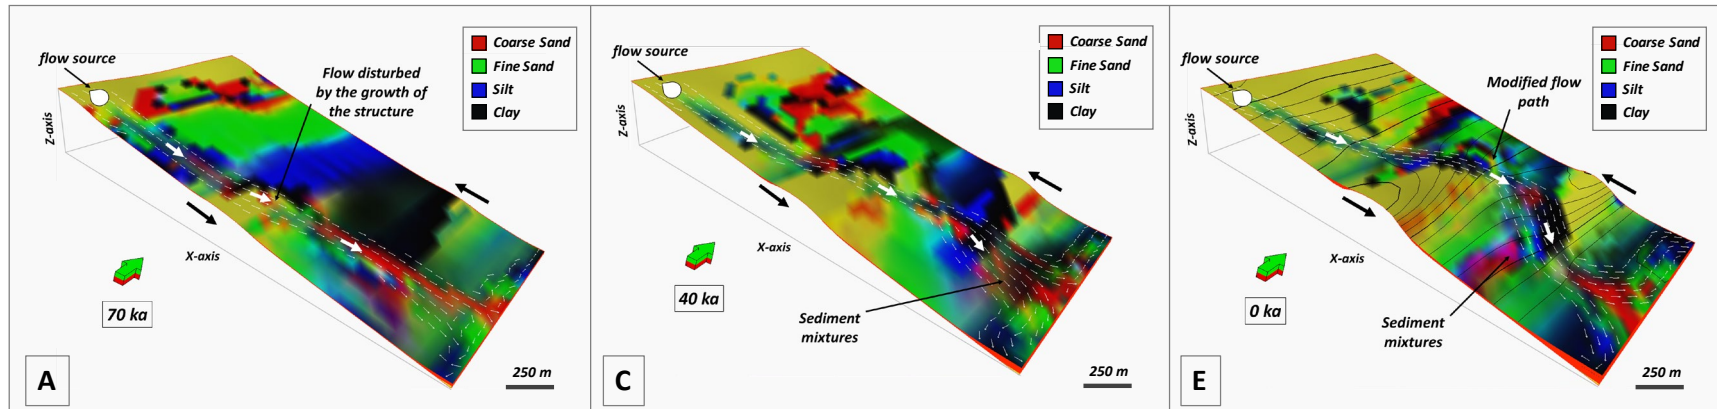 flow source
Flow disturbed
by the growth of
the structure
Coarse Sand
Fine Sand
Silt
Clay
Z-axis
X-axis
70 ka
A
250 m
flow source
Coarse Sand
Fine Sand
Silt
Clay
Z-axis
X-axis
40 ka
Sediment
mixtures
C
250 m
flow source
Modified flow
path
Coarse Sand
Fine Sand
Silt
Clay
Z-axis
X-axis
0 ka
Sediment
mixtures
E
250 m